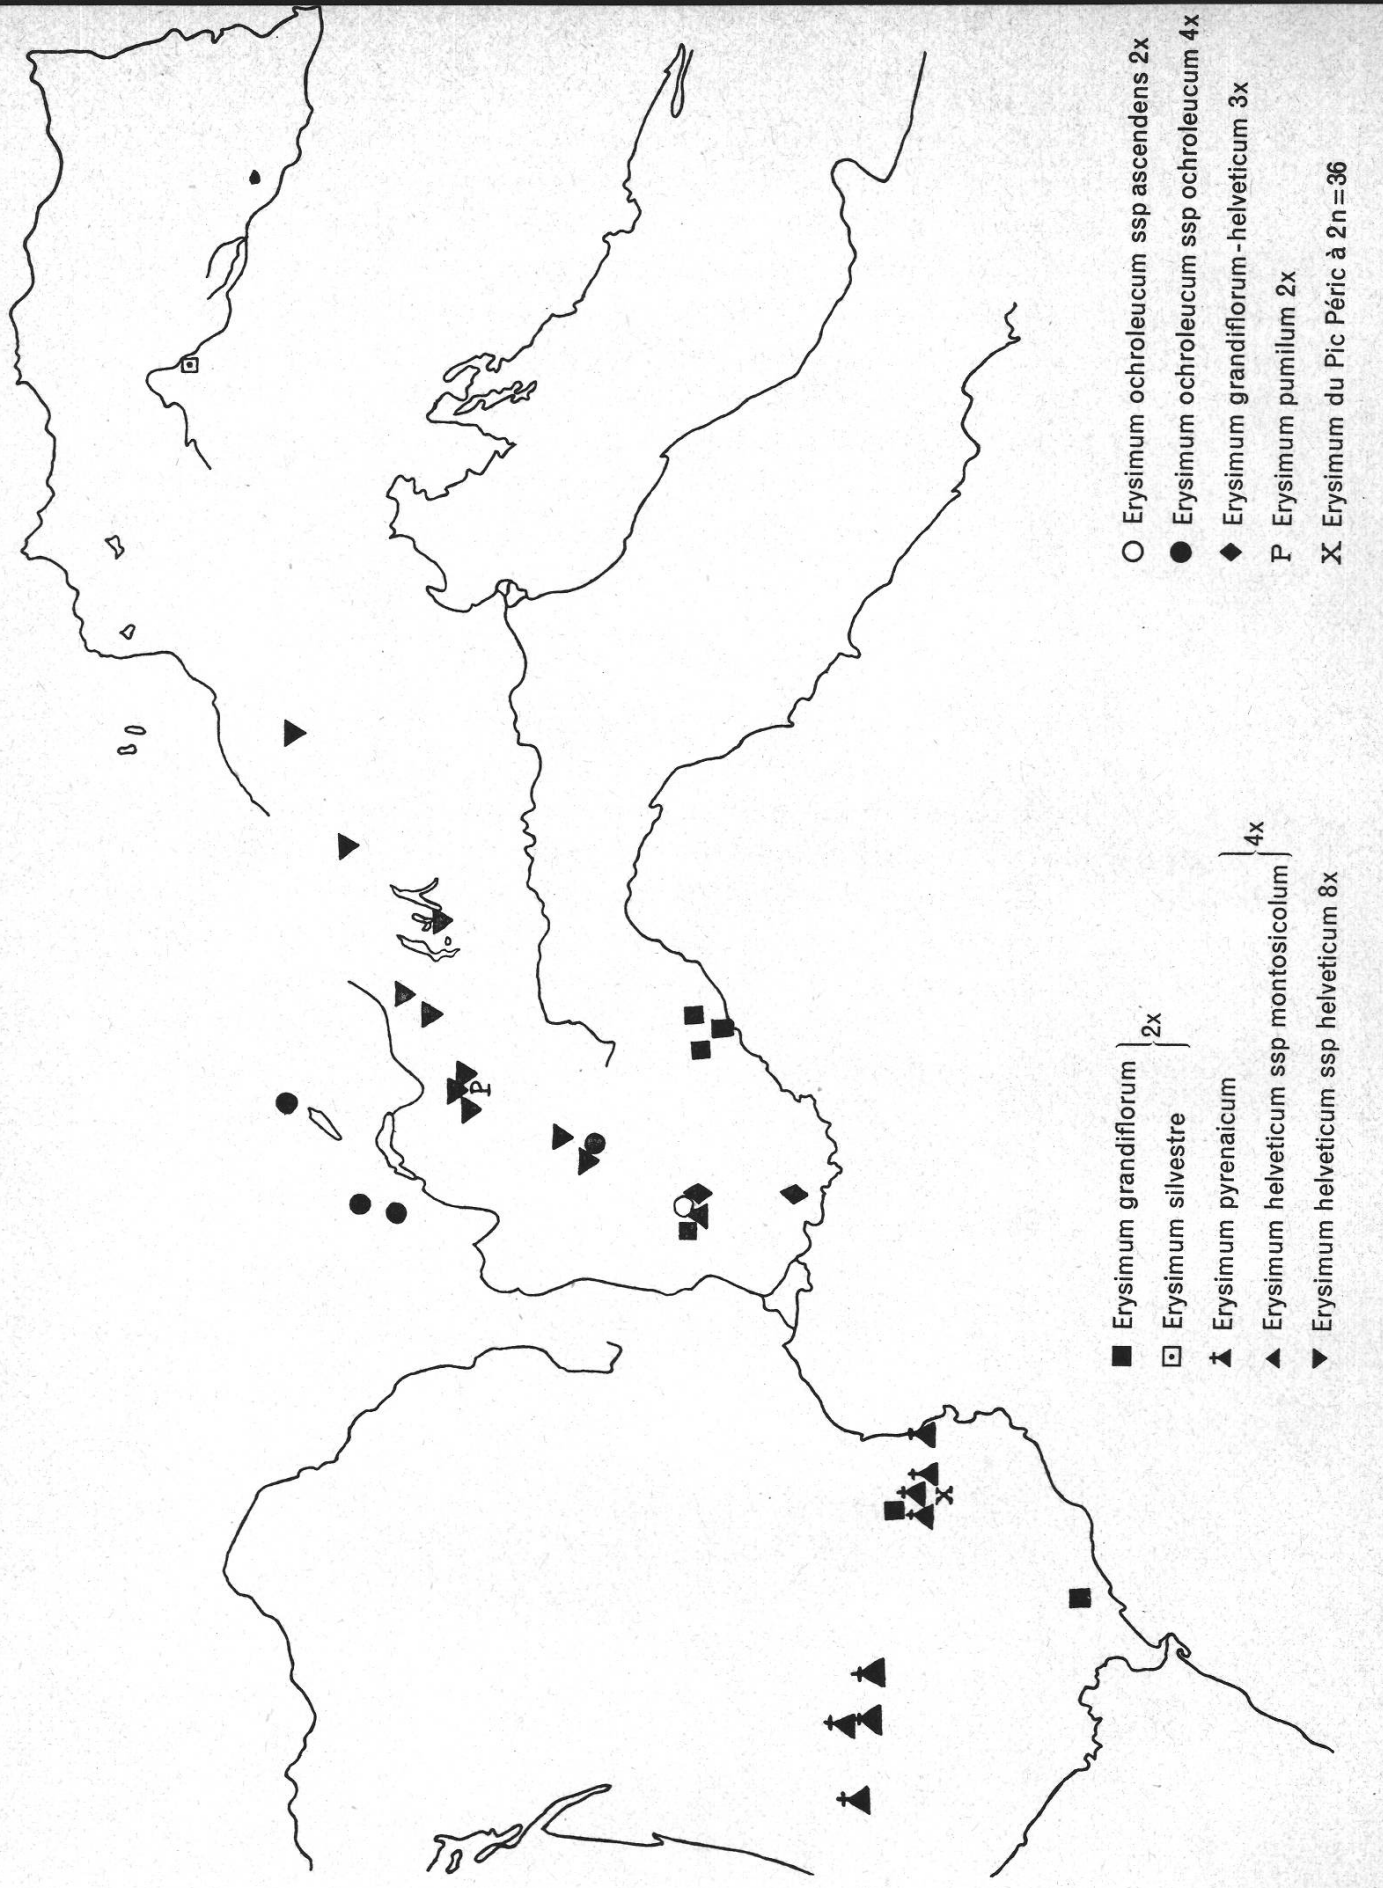 Erysimum grandiflorum
Erysimum silvestre
2x
Erysimum pyrenaicum
Erysimum helveticum ssp montosicolum
4x
Erysimum helveticum ssp helveticum 8x
Erysimum ochroleucum ssp ascendens 2x
Erysimum ochroleucum ssp ochroleucum 4x
Erysimum grandiflorum-helveticum 3x
P Erysimum pumilum 2x
X Erysimum du Pic Péric à 2n=36
P
X